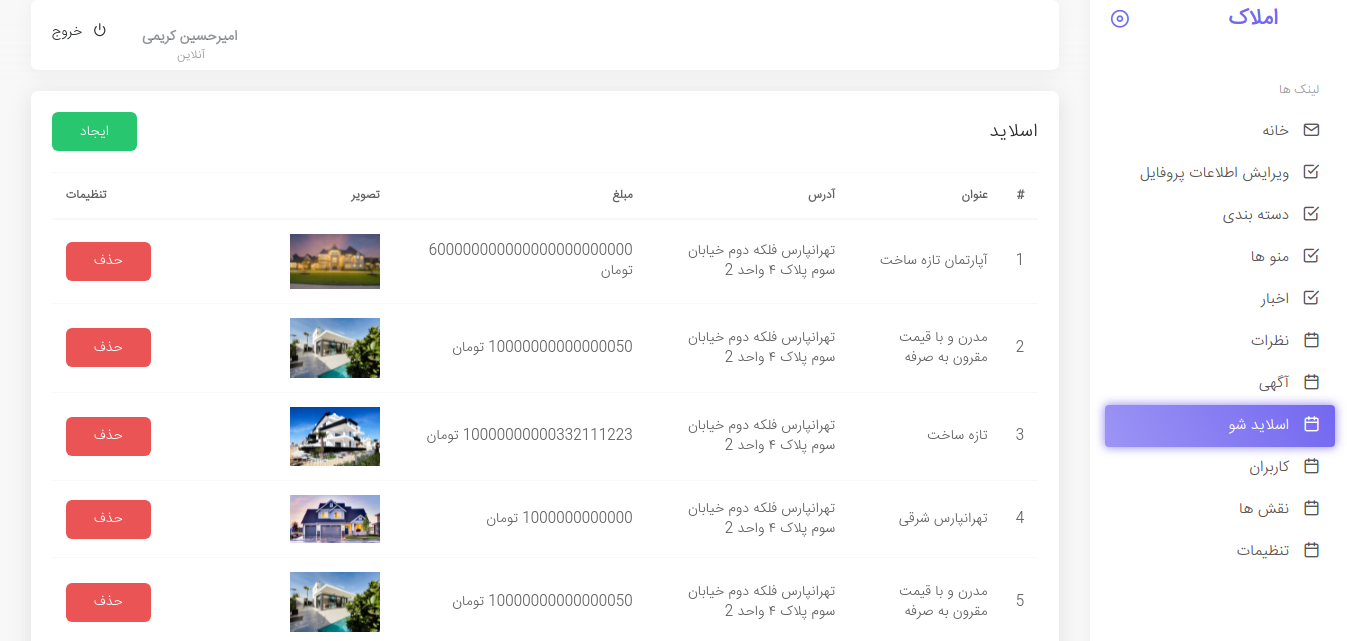 املاک
لینک ها
خانه
ویرایش اطلاعات پروفایل
دسته بندی
منو ها
اخبار
نظرات
آگهی
اسلاید شو
کاربران
نقش ها
تنظیمات
امیرحسین کریمی
آنلاین
خروج
اسلاید
ایجاد
# عنوان آدرس مبلغ تصویر تنظیمات
1 آپارتمان تازه ساخت تهرانپارس فلکه دوم خیابان سوم پلاک ۴ واحد 2 600000000000000000000000 تومان حذف
2 مدرن و با قیمت مقرون به صرفه تهرانپارس فلکه دوم خیابان سوم پلاک ۴ واحد 2 10000000000000050 تومان حذف
3 تازه ساخت تهرانپارس فلکه دوم خیابان سوم پلاک ۴ واحد 2 10000000000332111223 تومان حذف
4 تهرانپارس شرقی تهرانپارس فلکه دوم خیابان سوم پلاک ۴ واحد 2 1000000000000 تومان حذف
5 مدرن و با قیمت مقرون به صرفه تهرانپارس فلکه دوم خیابان سوم پلاک ۴ واحد 2 10000000000000050 تومان حذف